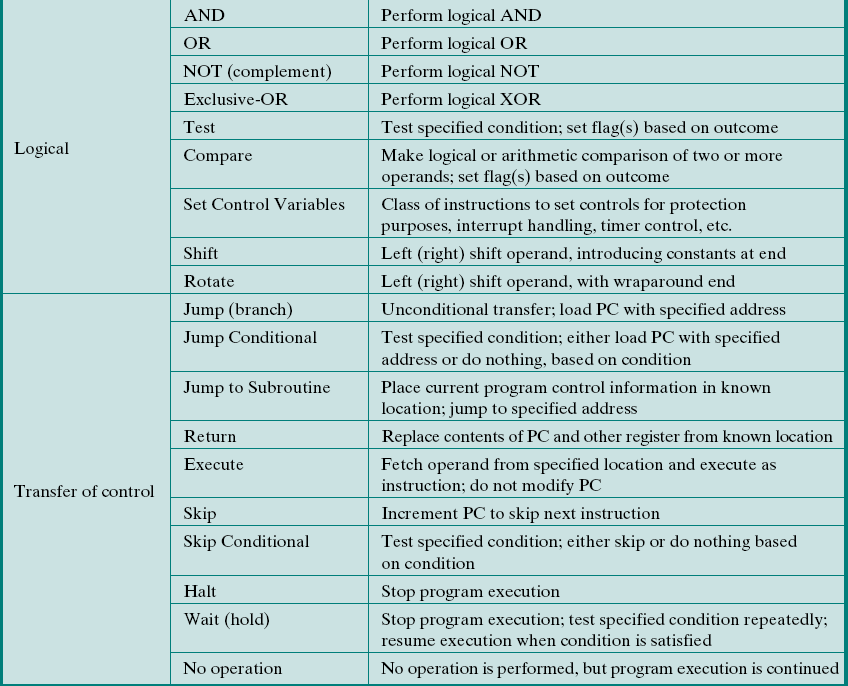 Logical
AND Perform logical AND
OR Perform logical OR
NOT (complement) Perform logical NOT
Exclusive-OR Perform logical XOR
Test Test specified condition; set flag(s) based on outcome
Compare Make logical or arithmetic comparison of two or more
operands; set flag(s) based on outcome
Set Control Variables Class of instructions to set controls for protection
purposes, interrupt handling, timer control, etc.
Shift Left (right) shift operand, introducing constants at end
Rotate Left (right) shift operand, with wraparound end
Transfer of control
Jump (branch) Unconditional transfer; load PC with specified address
Jump Conditional Test specified condition; either load PC with specified
address or do nothing, based on condition
Jump to Subroutine Place current program control information in known
location; jump to specified address
Return Replace contents of PC and other register from known location
Execute Fetch operand from specified location and execute as
instruction; do not modify PC
Skip Increment PC to skip next instruction
Skip Conditional Test specified condition; either skip or do nothing based
on condition
Halt Stop program execution
Wait (hold) Stop program execution; test specified condition repeatedly;
resume execution when condition is satisfied
No operation No operation is performed, but program execution is continued